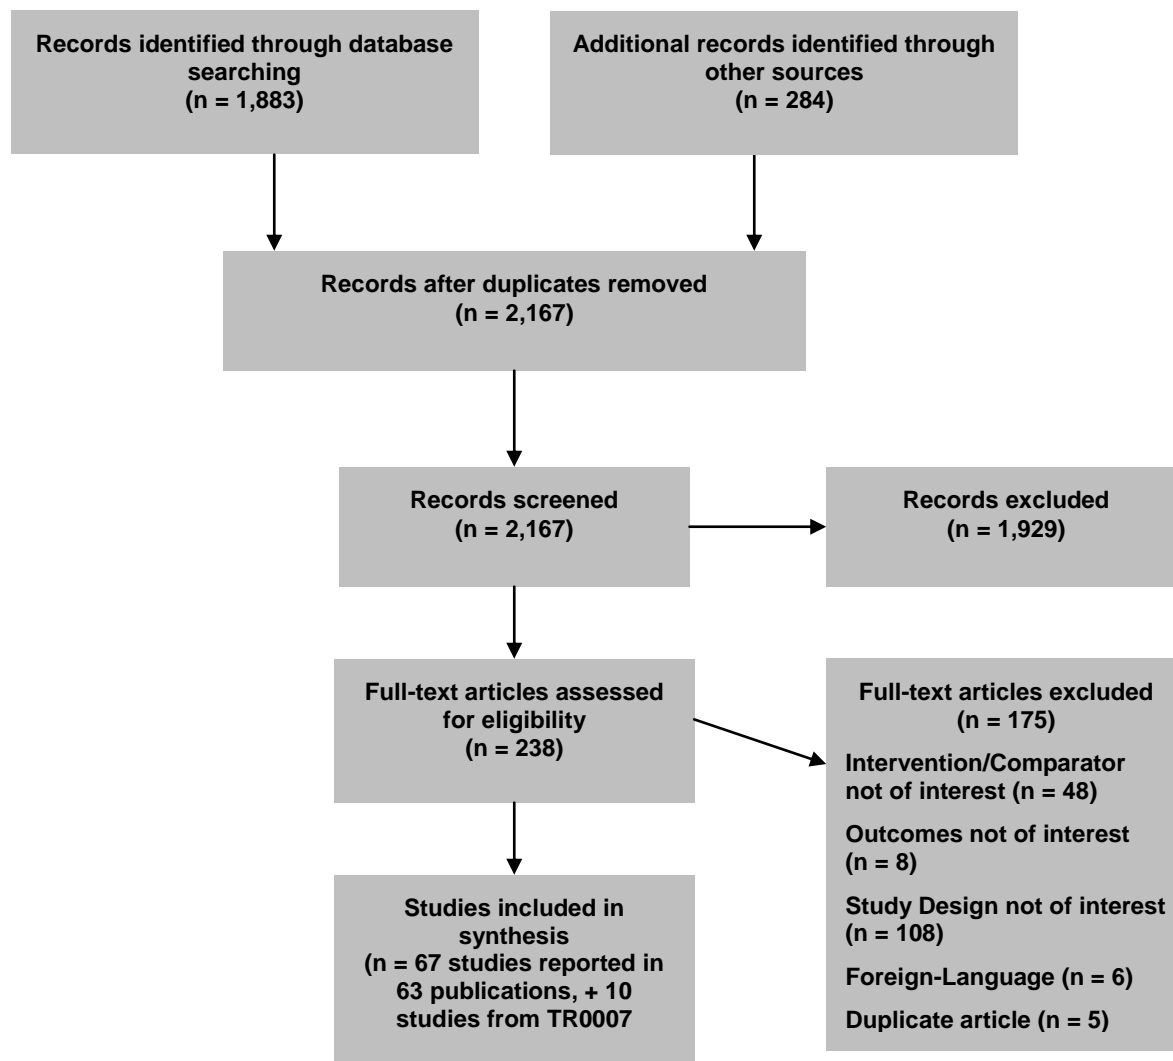 Records identified through database
searching
(n = 1,883)
Additional records identified through
other sources
(n = 284)
Records after duplicates removed
(n = 2,167)
Records screened
(n = 2,167)
Records excluded
(n = 1,929)
Full-text articles assessed
for eligibility
(n = 238)
Full-text articles excluded
(n = 175)
Intervention/Comparator
not of interest (n = 48)
Outcomes not of interest
(n = 8)
Study Design not of interest
(n = 108)
Foreign-Language (n = 6)
Duplicate article (n = 5)
Studies included in
synthesis
(n = 67 studies reported in
63 publications, + 10
studies from TR0007